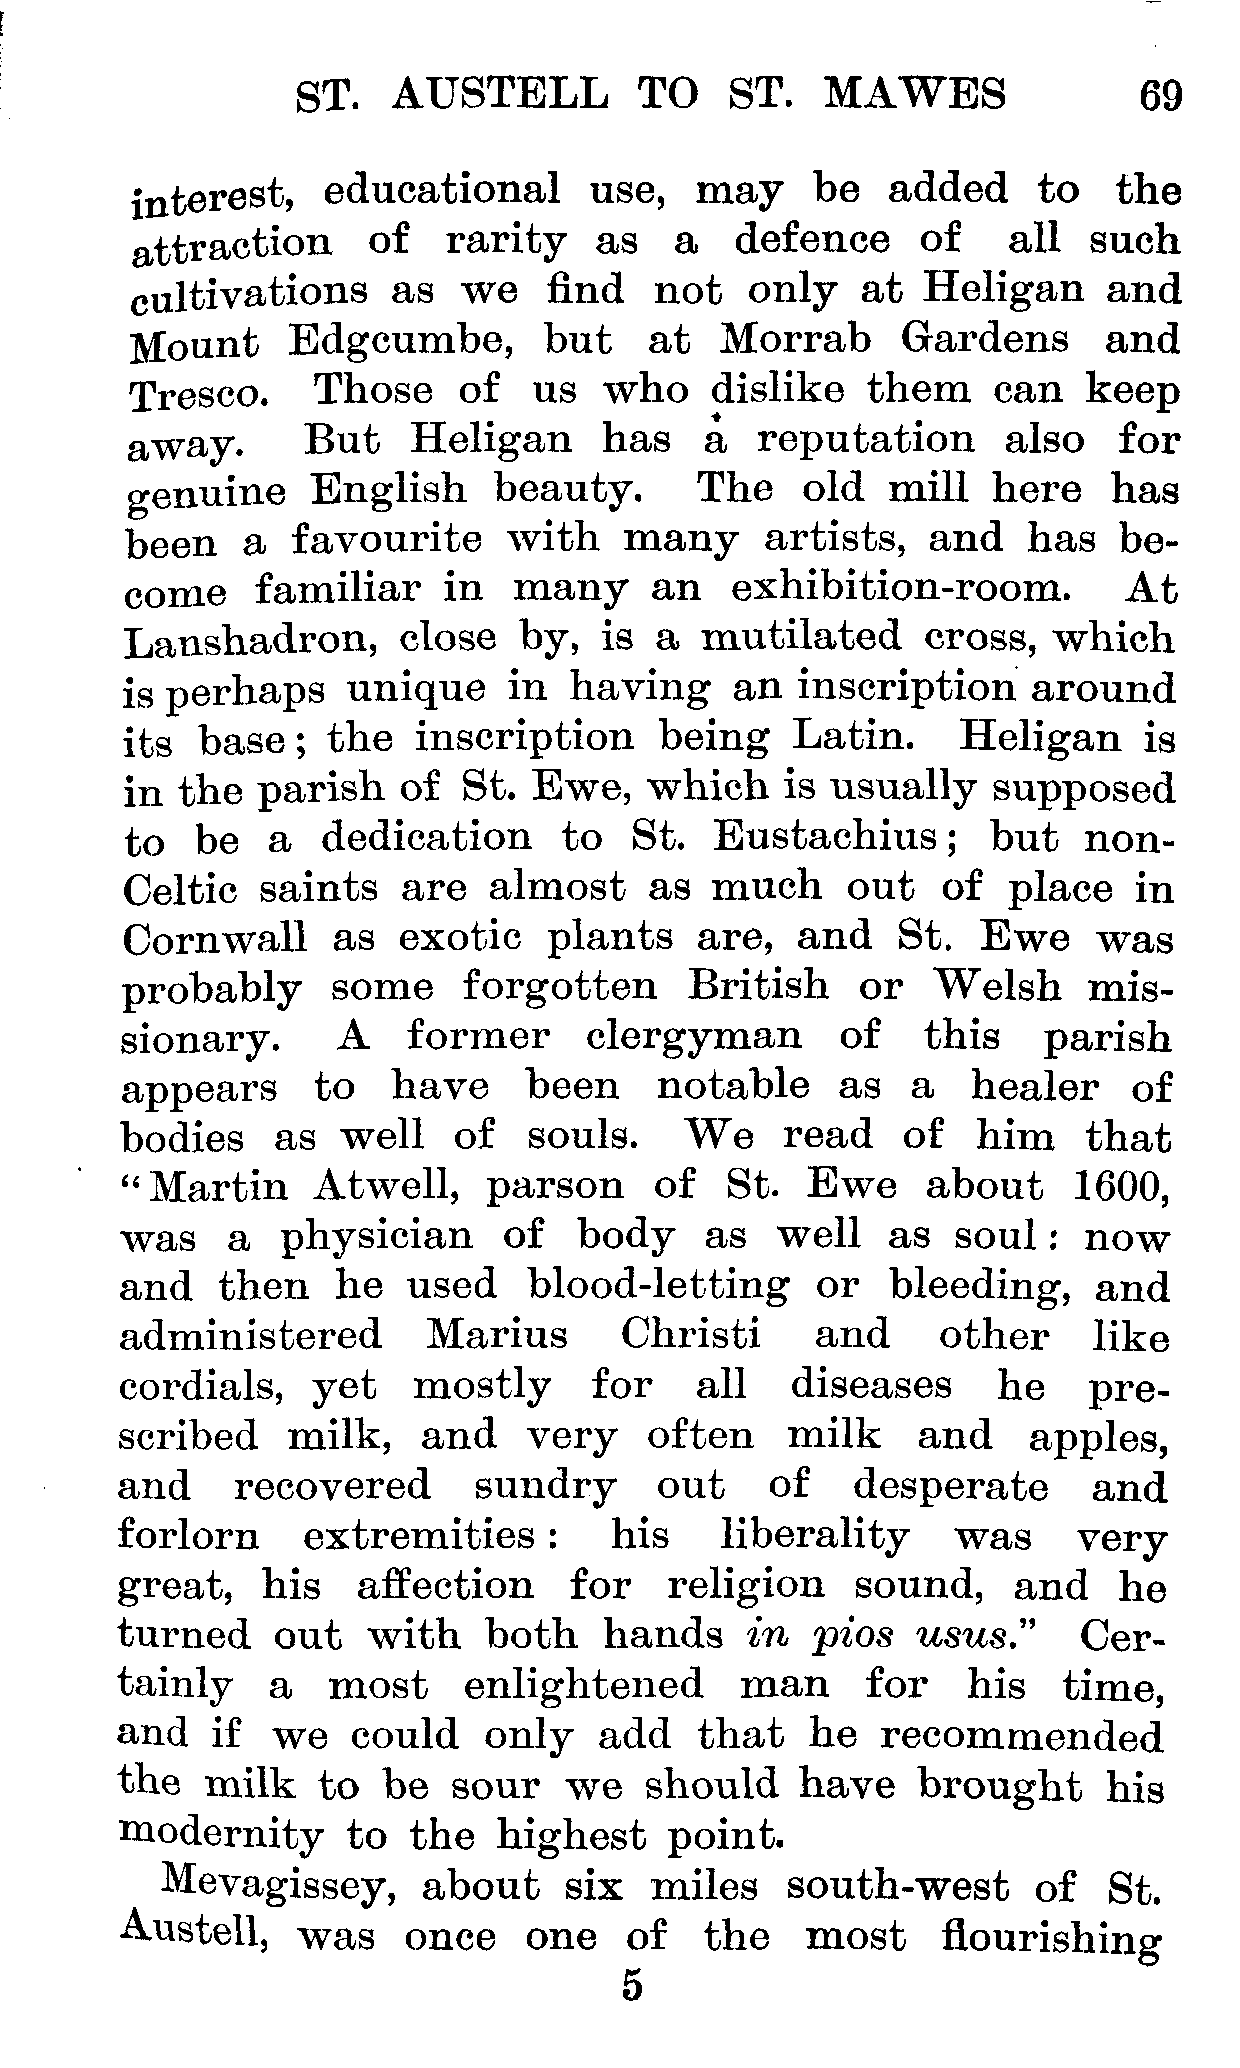 ST. AUSTELL TO ST. MAWES 69
interest, educational use, may be added to the
attraction of rarity as a defence of all such
cultivations as we find not only at Heligan and
Mount Edgcumbe, but at Morrab Gardens and
Tresco. Those of us who dislike them can keep
away. But Heligan has a reputation also for
genuine English beauty. The old mill here has
been a favourite with many artists, and has be-
come familiar in many an exhibition-room. At
Lanshadron, close by, is a mutilated cross, which
is perhaps unique in having an inscription around
its base; the inscription being Latin. Heligan is
in the parish of St. Ewe, which is usually supposed
to be a dedication to St. Eustachius; but non-
Celtic saints are almost as much out of place in
Cornwall as exotic plants are, and St. Ewe was
probably some forgotten British or Welsh mis-
sionary. A former clergyman of this parish
appears to have been notable as a healer of
bodies as well of souls. We read of him that
"Martin Atwell, parson of St. Ewe about 1600,
was a physician of body as well as soul: now
and then he used blood-letting or bleeding, and
administered Marius Christi and other like
cordials, yet mostly for all diseases he pre-
scribed milk, and very often milk and apples,
and recovered sundry out of desperate and
forlorn extremities: his liberality was very
great, his affection for religion sound, and he
turned out with both hands in pios usus." Cer-
tainly a most enlightened man for his time,
and if we could only add that he recommended
the milk to be sour we should have brought his
modernity to the highest point.
Mevagissey, about six miles south-west of St.
Austell, was once one of the most flourishing
5